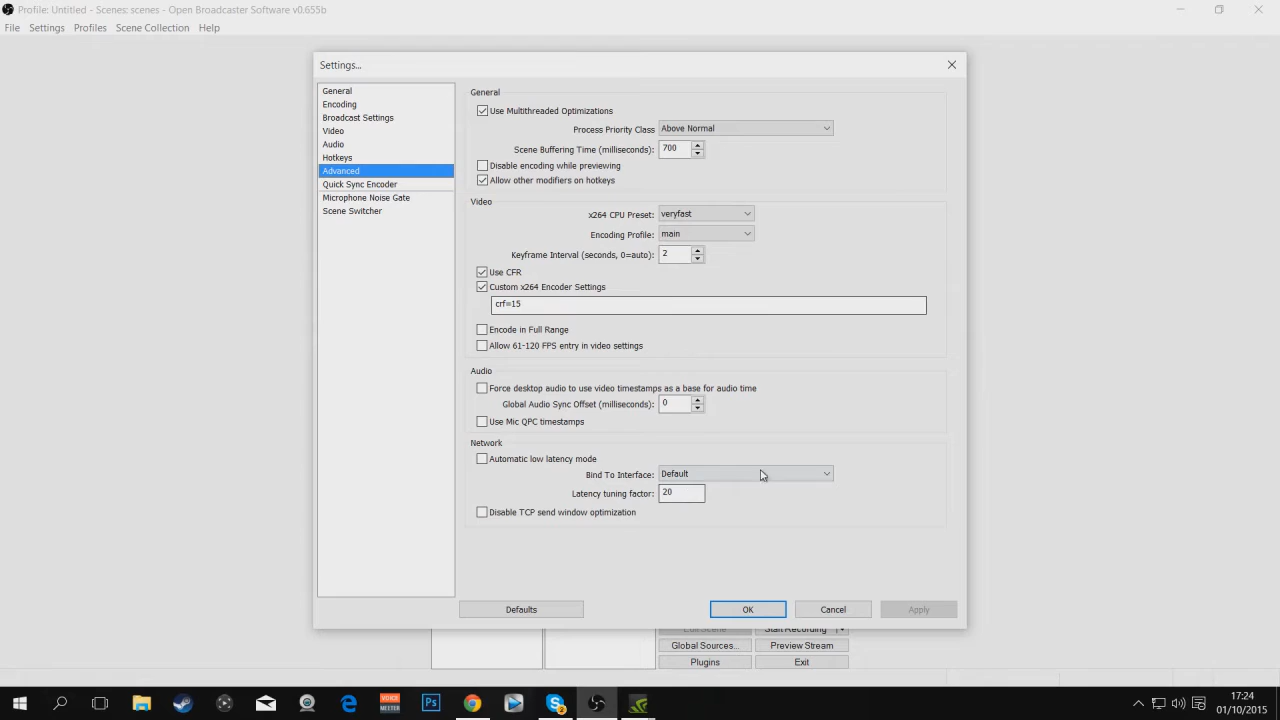 Profile: Untitled - Scenes: scenes - Open Broadcaster Software v0.655b
File Settings Profiles Scene Collection Help
Settings...
General
Encoding
Broadcast Settings
Video
Audio
Hotkeys
Advanced
Quick Sync Encoder
Microphone Noise Gate
Scene Switcher
General
Use Multithreaded Optimizations
Process Priority Class Above Normal
Scene Buffering Time (milliseconds): 700
Disable encoding while previewing
Allow other modifiers on hotkeys
Video
x264 CPU Preset: veryfast
Encoding Profile: main
Keyframe Interval (seconds, 0=auto): 2
Use CFR
Custom x264 Encoder Settings
crf=15
Encode in Full Range
Allow 61-120 FPS entry in video settings
Audio
Force desktop audio to use video timestamps as a base for audio time
Global Audio Sync Offset (milliseconds): 0
Use Mic QPC timestamps
Network
Automatic low latency mode
Bind To Interface: Default
Latency tuning factor: 20
Disable TCP send window optimization
Defaults OK Cancel Apply
Edit Scene Start Recording
Global Sources... Preview Stream
Plugins Exit
VOICE
MEETER
Ps
2
17:24
01/10/2015